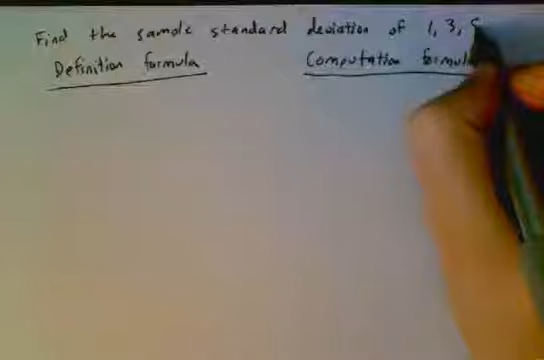 Find the sample standard deviation of 1, 3,
Definition formula Computation formula